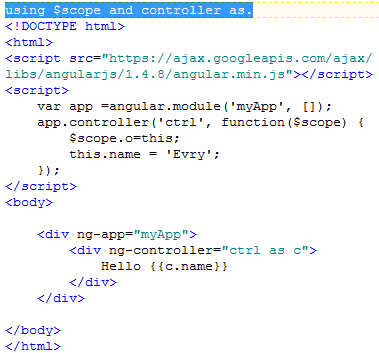 using $scope and controller as.
<!DOCTYPE html>
<html>
<script src="https://ajax.googleapis.com/ajax/
libs/angularjs/1.4.8/angular.min.js"></script>
<script>
    var app =angular.module('myApp', []);
    app.controller('ctrl', function($scope) {
        $scope.o=this;
        this.name = 'Evry';
    });
</script>
<body>
    <div ng-app="myApp">
        <div ng-controller="ctrl as c">
            Hello {{c.name}}
        </div>
    </div>
</body>
</html>